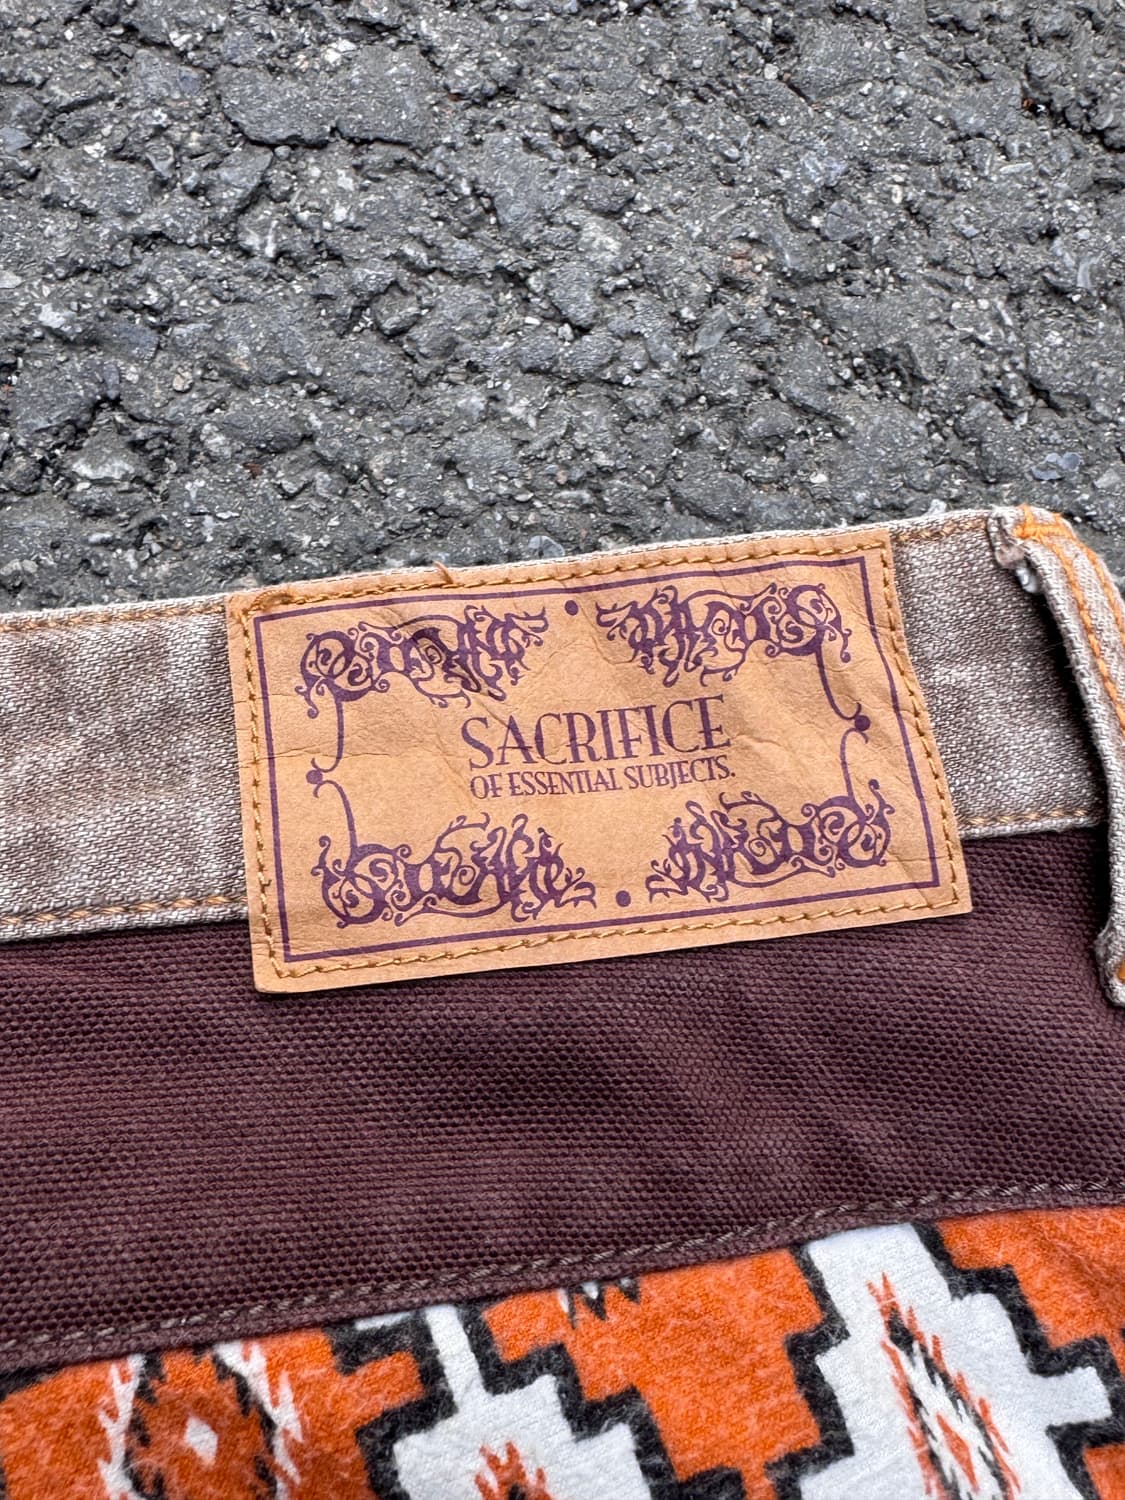 SACRIFICE
OF ESSENTIAL SUBJECTS.